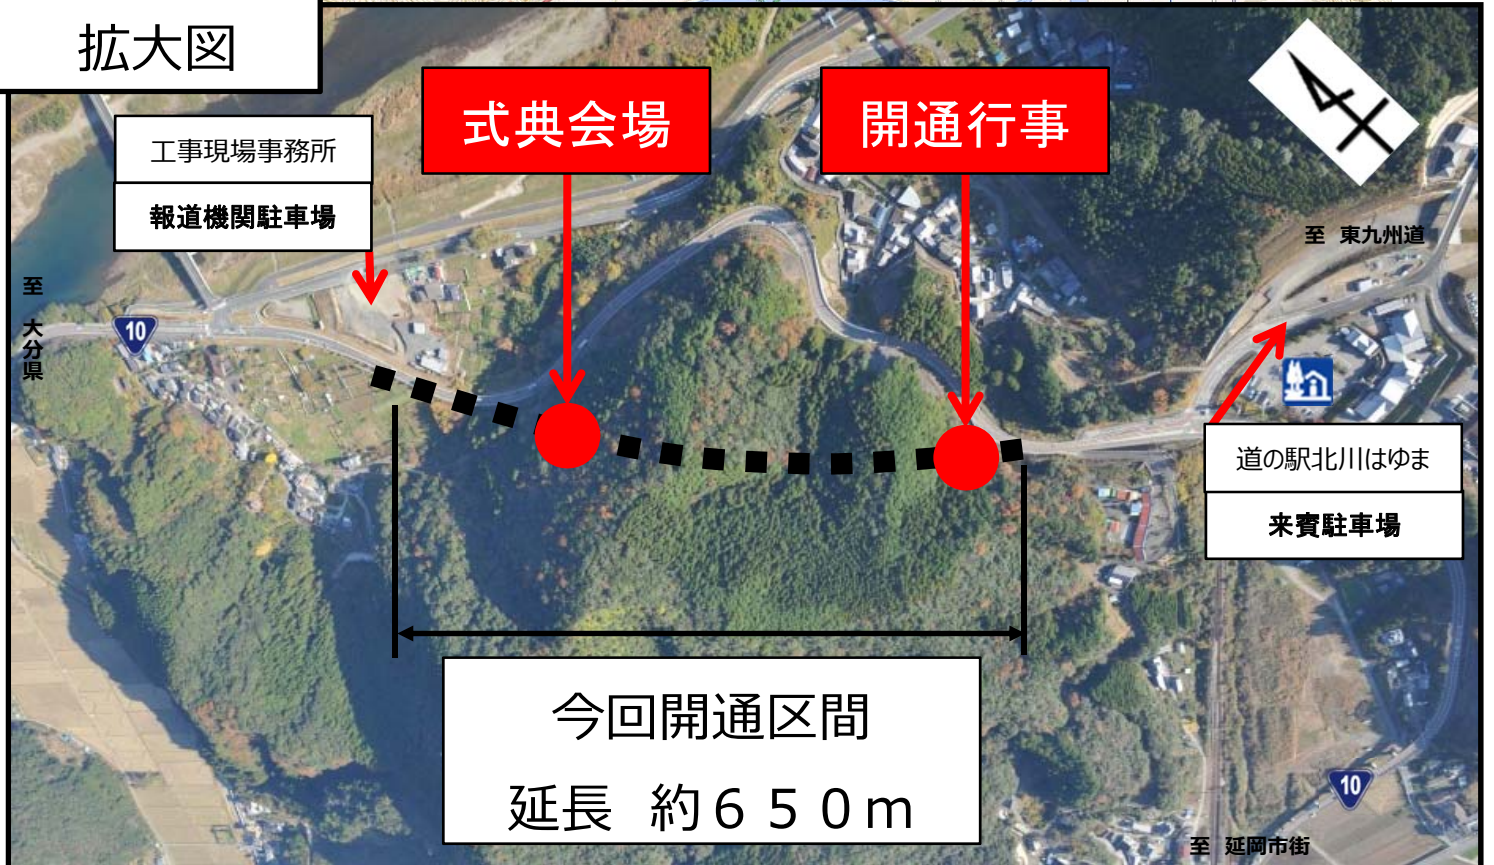 拡大図
式典会場
開通行事
工事現場事務所
報道機関駐車場
至 東九州道
至 大分県
10
道の駅北川はゆま
来賓駐車場
今回開通区間
延長 約６５０ｍ
10
至 延岡市街